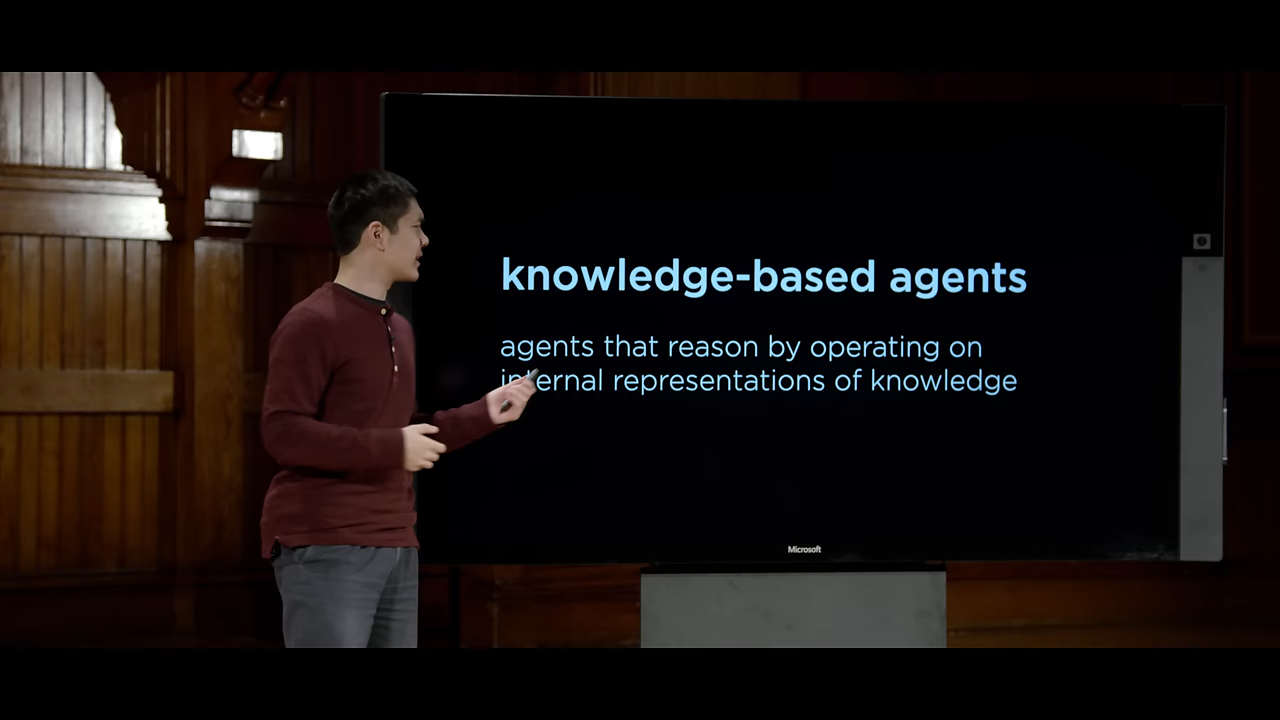 knowledge-based agents
agents that reason by operating on
internal representations of knowledge
Microsoft